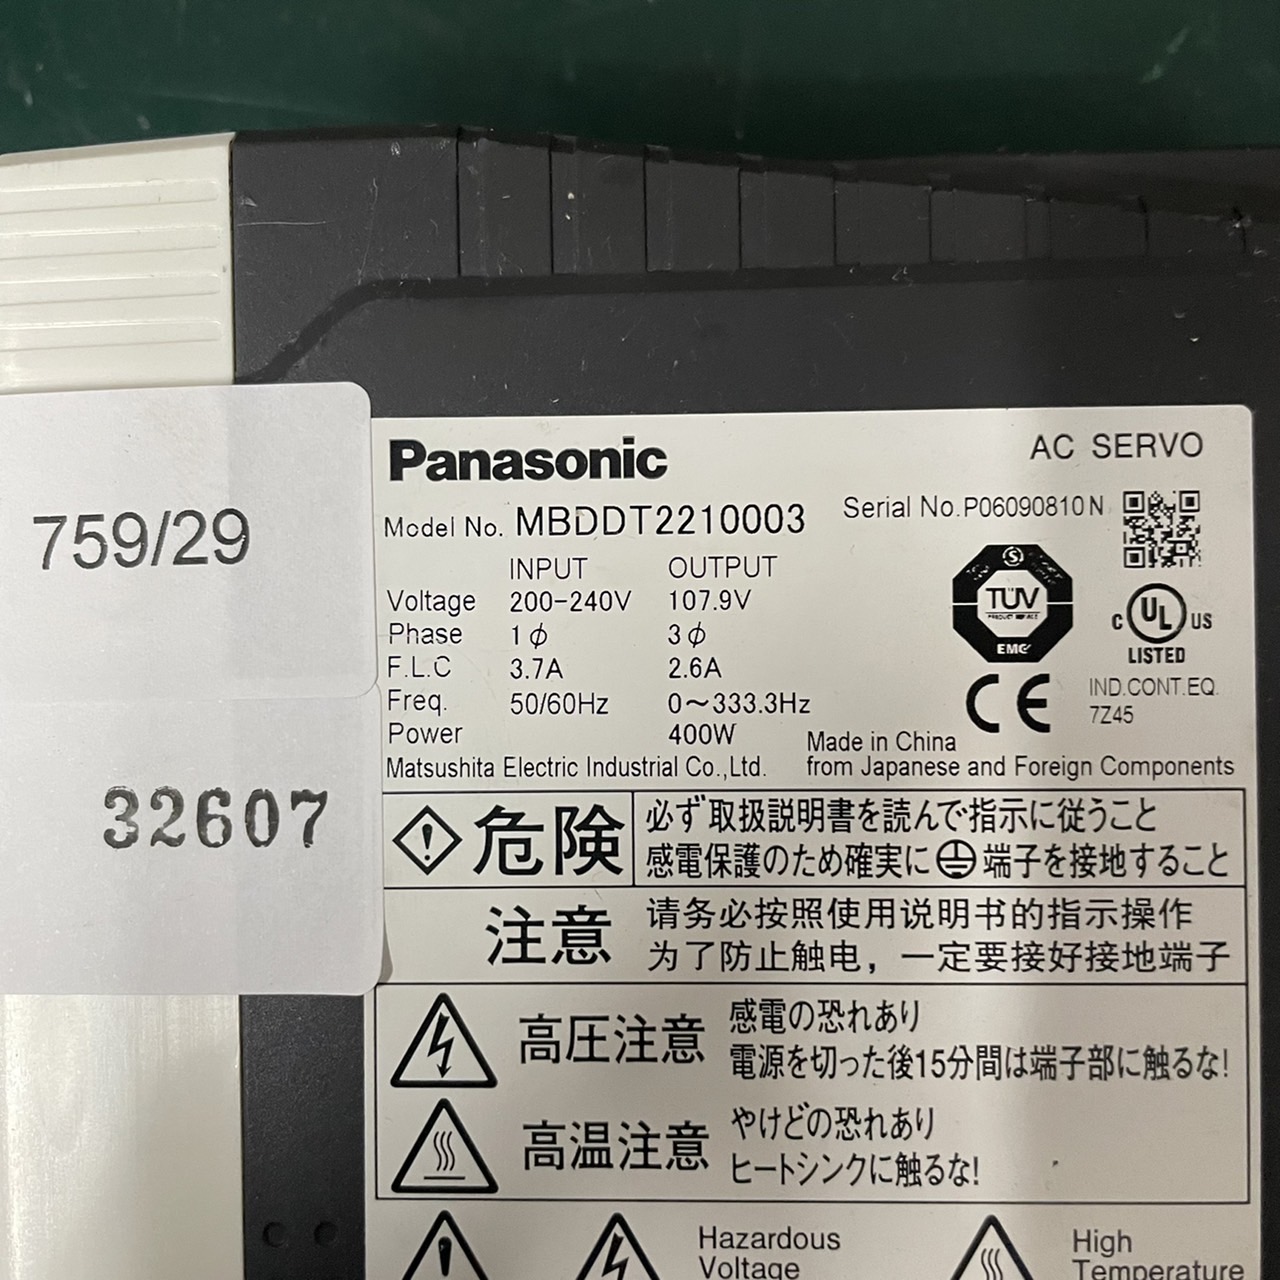 759/29
32607
Panasonic
AC SERVO
Model No. MBDDT2210003
Serial No.P06090810N
INPUT OUTPUT
Voltage 200-240V 107.9V
Phase 1φ 3φ
F.L.C 3.7A 2.6A
Freq. 50/60Hz 0～333.3Hz
Power 400W
Matsushita Electric Industrial Co.,Ltd.
TÜV
EMC
C UL US
LISTED
CE
IND.CONT.EQ.
7Z45
Made in China
from Japanese and Foreign Components
危険
必ず取扱説明書を読んで指示に従うこと
感電保護のため確実に端子を接地すること
注意
请务必按照使用说明书的指示操作
为了防止触电，一定要接好接地端子
高圧注意
感電の恐れあり
電源を切った後15分間は端子部に触るな!
高温注意
やけどの恐れあり
ヒートシンクに触るな!
Hazardous
Voltage
High
Temperature